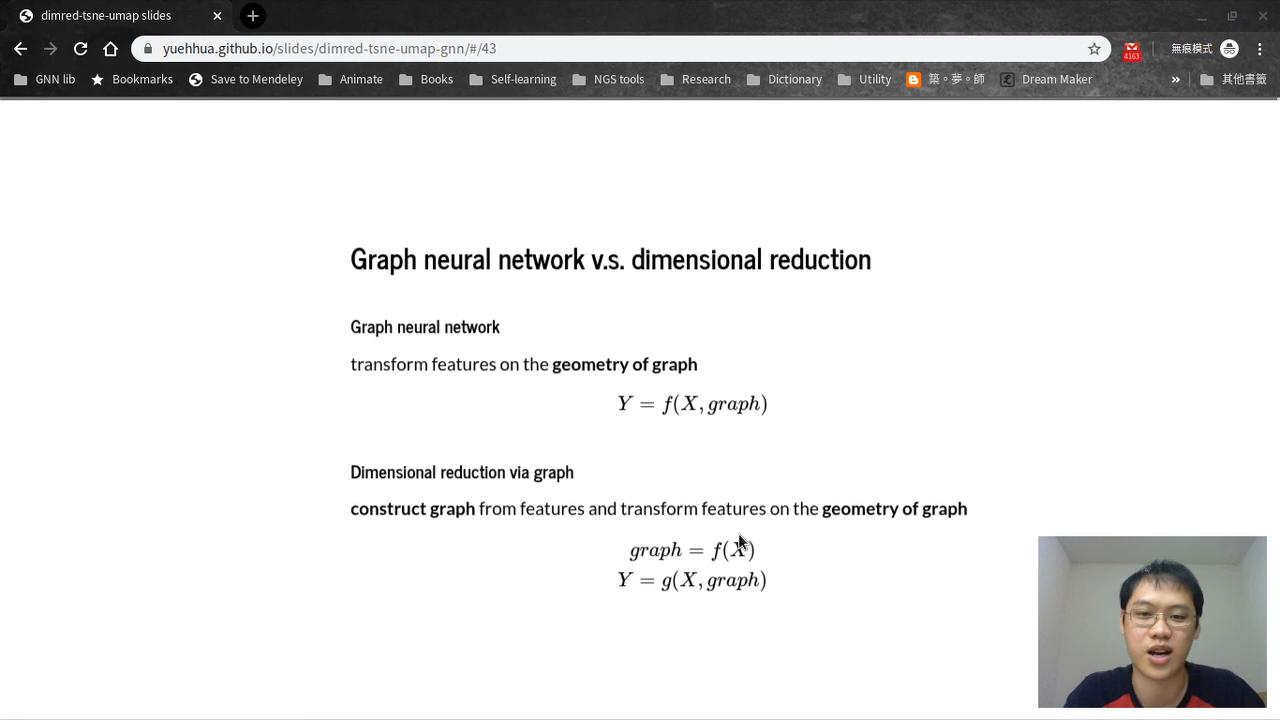 dimred-tsne-umap slides
yuehhua.github.io/slides/dimred-tsne-umap-gnn/#/43
4163
無痕模式
GNN lib Bookmarks Save to Mendeley Animate Books Self-learning NGS tools Research Dictionary Utility 築。夢。師 Dream Maker » 其他書籤
Graph neural network v.s. dimensional reduction
Graph neural network
transform features on the geometry of graph
Y = f(X, graph)
Dimensional reduction via graph
construct graph from features and transform features on the geometry of graph
graph = f(X)
Y = g(X, graph)